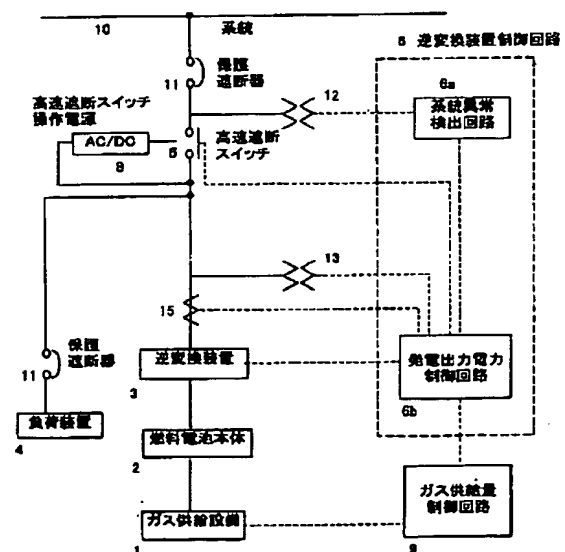 10 系統
6 逆変換装置制御回路
保護
遮断器
11
12
6a
系統異常
検出回路
高速遮断スイッチ
操作電源
AC/DC
9
高速遮断
スイッチ
5
13
15
保護
遮断器
11
逆変換装置
3
発電出力電力
制御回路
6b
負荷装置
4
燃料電池本体
2
ガス供給量
制御回路
ガス供給設備
1